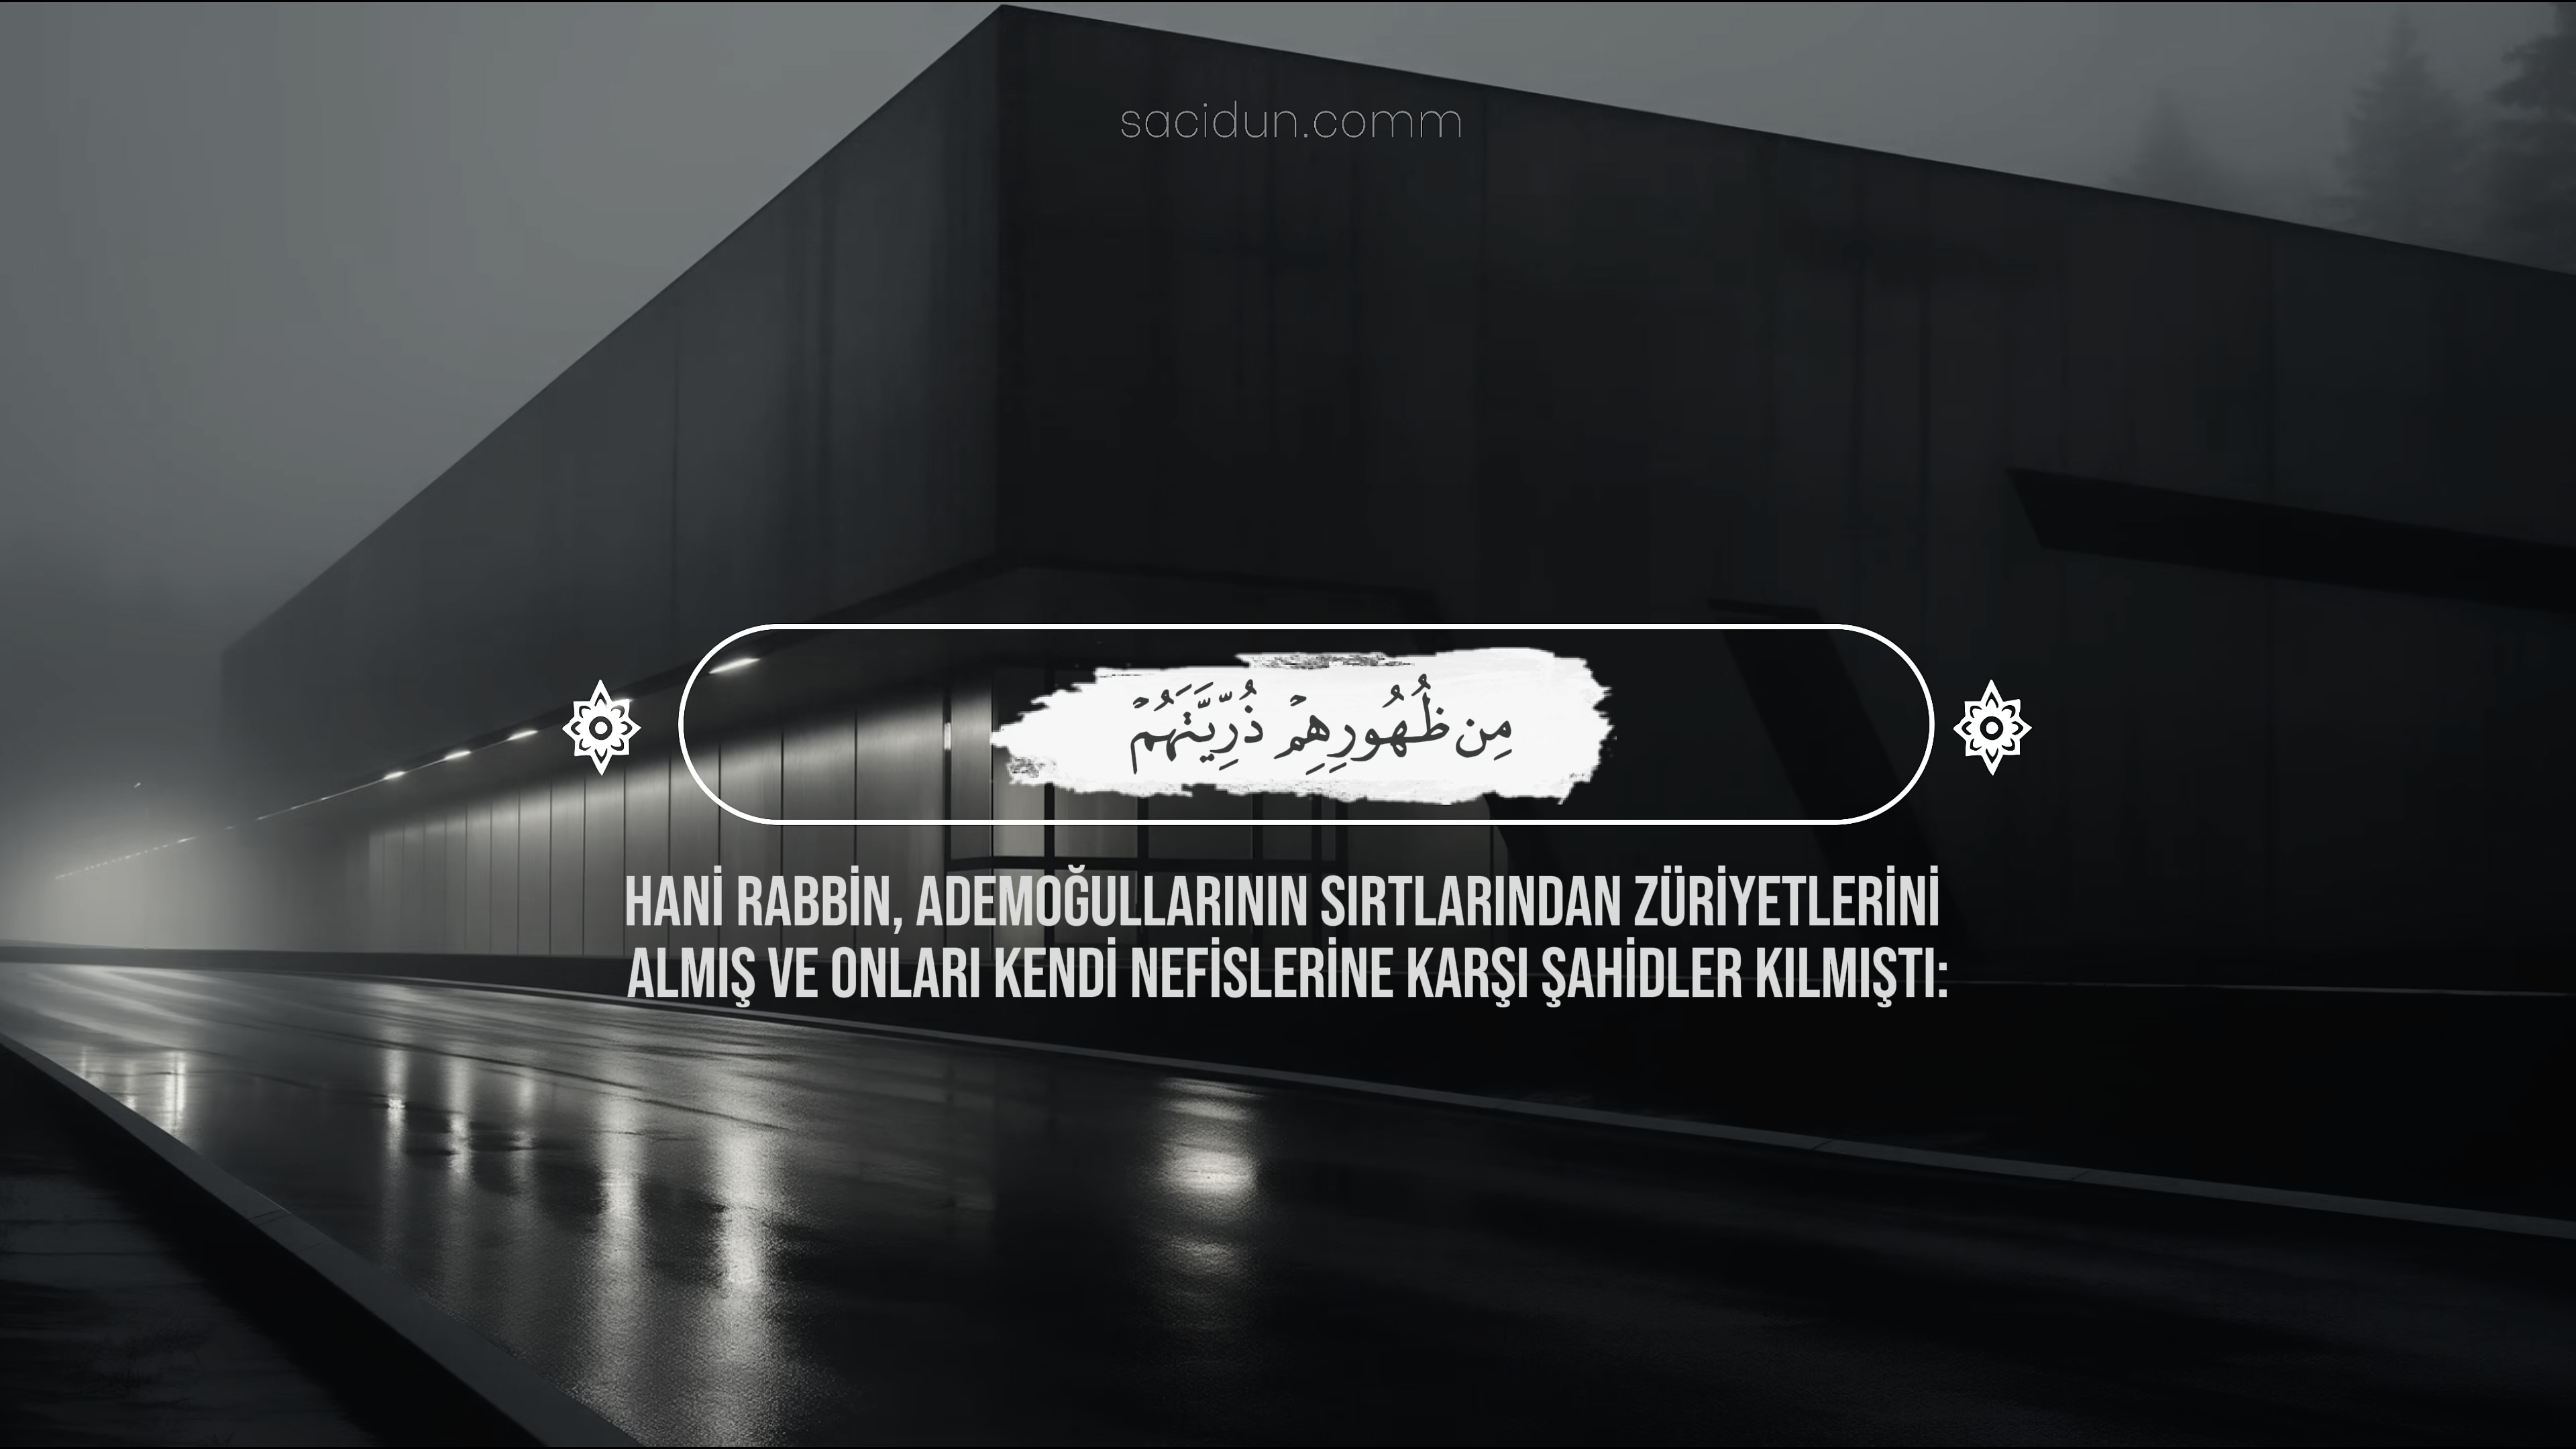 sacidun.comm
مِن ظُهُورِهِمْ ذُرِّيَّتَهُمْ
HANİ RABBİN, ADEMOĞULLARININ SIRTLARINDAN ZÜRİYETLERİNİ
ALMIŞ VE ONLARI KENDİ NEFİSLERİNE KARŞI ŞAHİDLER KILMIŞTI: